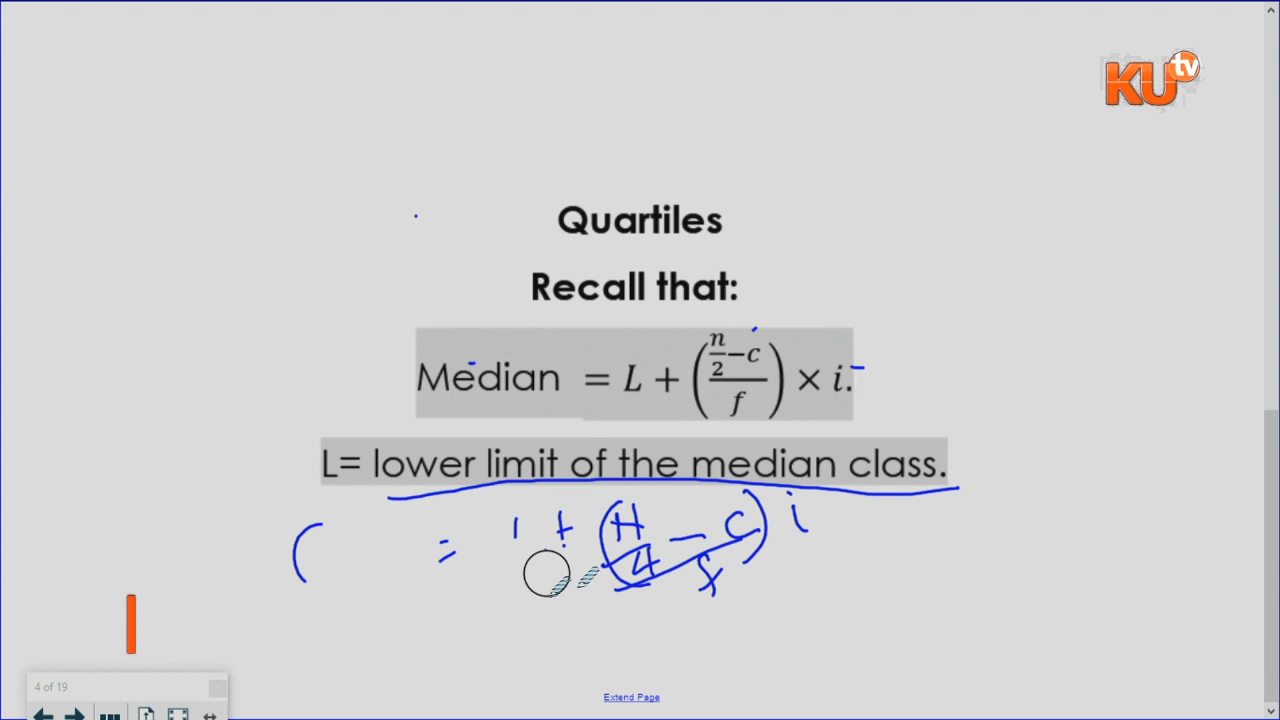 KU tv
Quartiles
Recall that:
Median = L + ((n/2 − c)/f) × i.
L= lower limit of the median class.
= + (n/4 − c / f) i
4 of 19
Extend Page